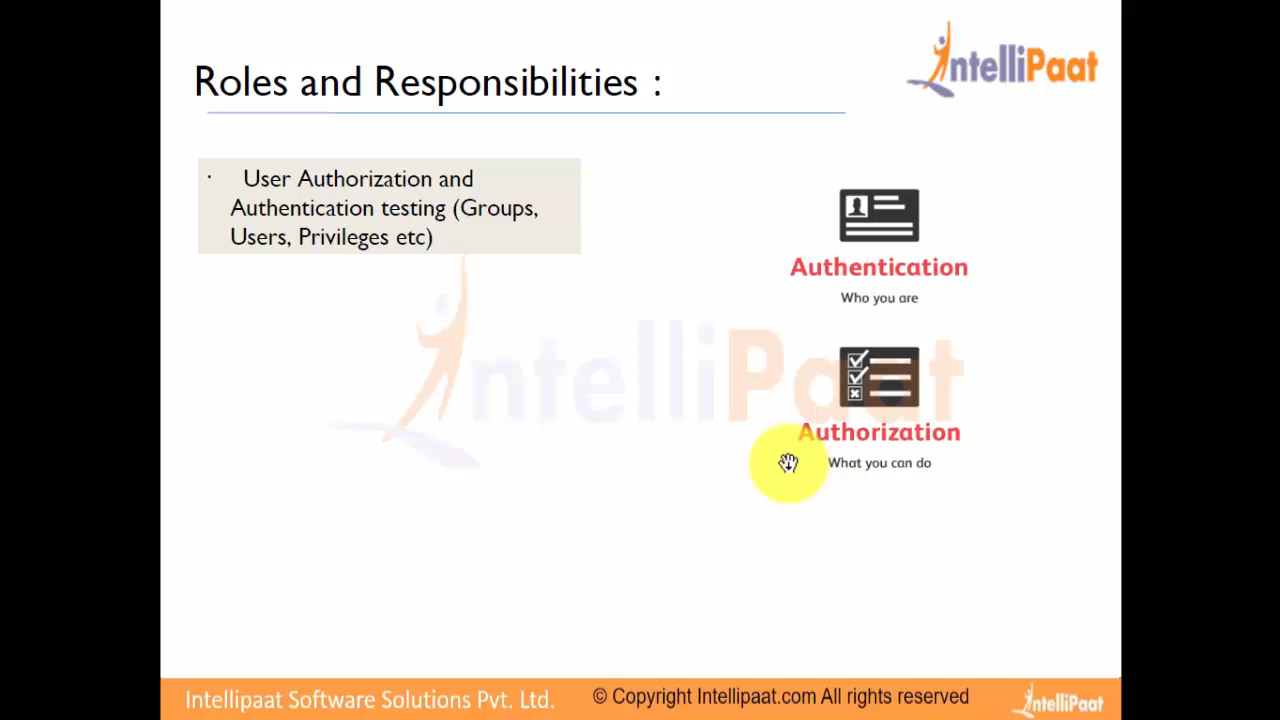 IntelliPaat
Roles and Responsibilities :
· User Authorization and
Authentication testing (Groups,
Users, Privileges etc)
Authentication
Who you are
IntelliPaat
Authorization
What you can do
Intellipaat Software Solutions Pvt. Ltd.
© Copyright Intellipaat.com All rights reserved
IntelliPaat